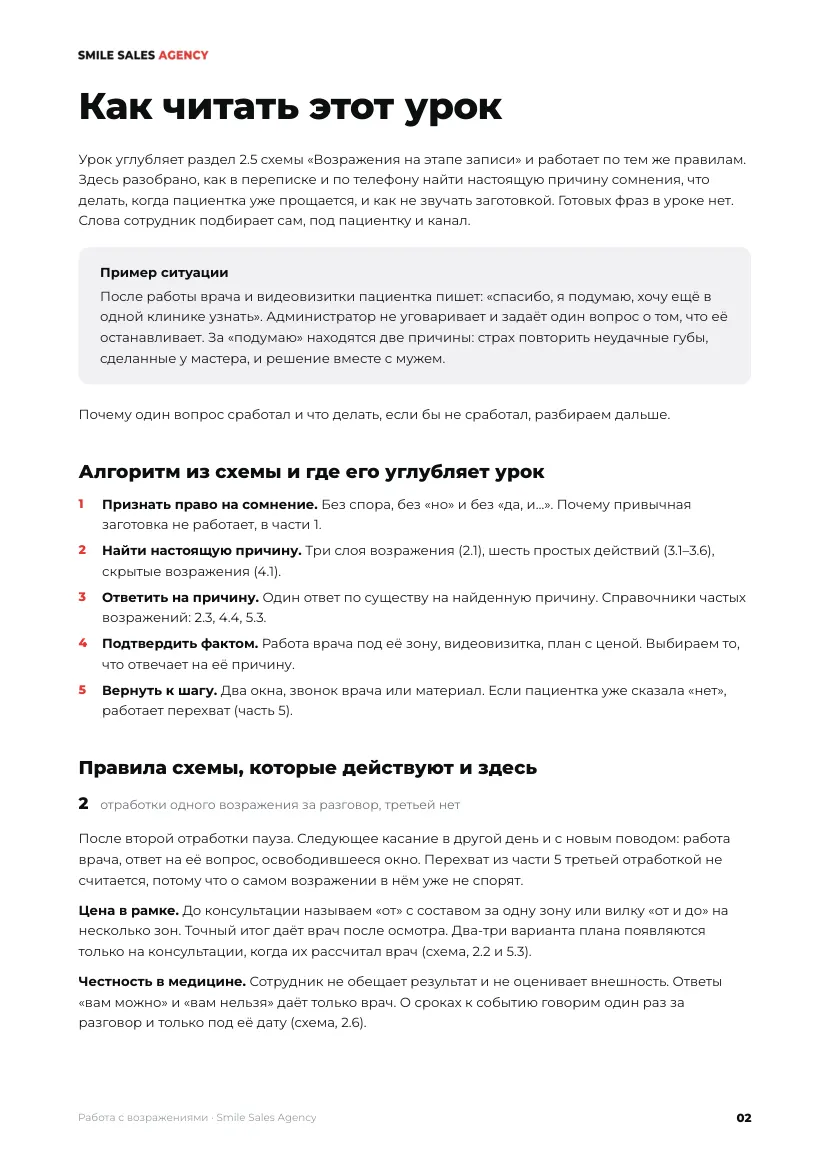 SMILE SALES AGENCY
Как читать этот урок
Урок углубляет раздел 2.5 схемы «Возражения на этапе записи» и работает по тем же правилам.
Здесь разобрано, как в переписке и по телефону найти настоящую причину сомнения, что
делать, когда пациентка уже прощается, и как не звучать заготовкой. Готовых фраз в уроке нет.
Слова сотрудник подбирает сам, под пациентку и канал.
Пример ситуации
После работы врача и видеовизитки пациентка пишет: «спасибо, я подумаю, хочу ещё в
одной клинике узнать». Администратор не уговаривает и задаёт один вопрос о том, что её
останавливает. За «подумаю» находятся две причины: страх повторить неудачные губы,
сделанные у мастера, и решение вместе с мужем.
Почему один вопрос сработал и что делать, если бы не сработал, разбираем дальше.
Алгоритм из схемы и где его углубляет урок
1 Признать право на сомнение. Без спора, без «но» и без «да, и…». Почему привычная
заготовка не работает, в части 1.
2 Найти настоящую причину. Три слоя возражения (2.1), шесть простых действий (3.1–3.6),
скрытые возражения (4.1).
3 Ответить на причину. Один ответ по существу на найденную причину. Справочники частых
возражений: 2.3, 4.4, 5.3.
4 Подтвердить фактом. Работа врача под её зону, видеовизитка, план с ценой. Выбираем то,
что отвечает на её причину.
5 Вернуть к шагу. Два окна, звонок врача или материал. Если пациентка уже сказала «нет»,
работает перехват (часть 5).
Правила схемы, которые действуют и здесь
2 отработки одного возражения за разговор, третьей нет
После второй отработки пауза. Следующее касание в другой день и с новым поводом: работа
врача, ответ на её вопрос, освободившееся окно. Перехват из части 5 третьей отработкой не
считается, потому что о самом возражении в нём уже не спорят.
Цена в рамке. До консультации называем «от» с составом за одну зону или вилку «от и до» на
несколько зон. Точный итог даёт врач после осмотра. Два-три варианта плана появляются
только на консультации, когда их рассчитал врач (схема, 2.2 и 5.3).
Честность в медицине. Сотрудник не обещает результат и не оценивает внешность. Ответы
«вам можно» и «вам нельзя» даёт только врач. О сроках к событию говорим один раз за
разговор и только под её дату (схема, 2.6).
Работа с возражениями · Smile Sales Agency
02